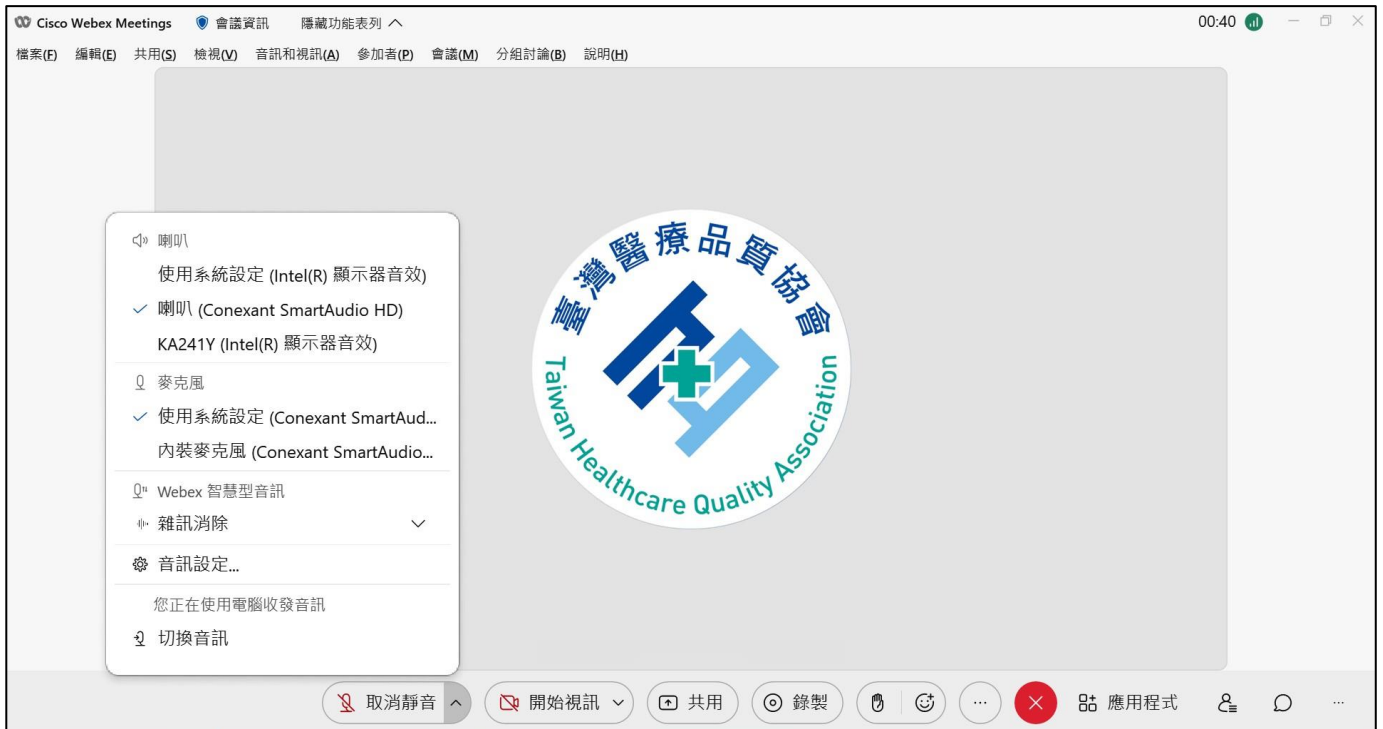 Cisco Webex Meetings 會議資訊 隱藏功能表列 00:40
檔案(F) 編輯(E) 共用(S) 檢視(V) 音訊和視訊(A) 參加者(P) 會議(M) 分組討論(B) 說明(H)
臺灣醫療品質協會
Taiwan Healthcare Quality Association
喇叭
使用系統設定 (Intel(R) 顯示器音效)
喇叭 (Conexant SmartAudio HD)
KA241Y (Intel(R) 顯示器音效)
麥克風
使用系統設定 (Conexant SmartAud...
內裝麥克風 (Conexant SmartAudio...
Webex 智慧型音訊
雜訊消除
音訊設定...
您正在使用電腦收發音訊
切換音訊
取消靜音 開始視訊 共用 錄製 應用程式